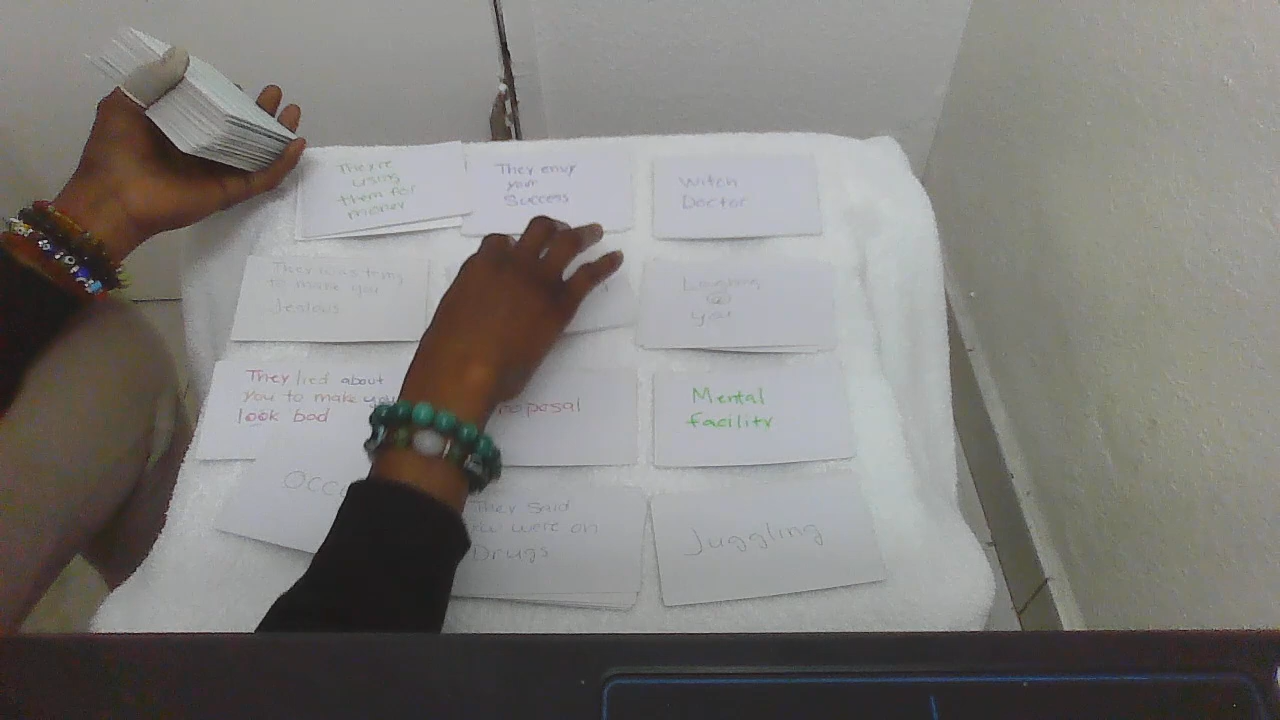 They're
using
them for
money
They envy
your
Success
Witch
Doctor
They was trying
to make you
Jealous
Laughing
@
you
They lied about
you to make you
look bad
roposal
Mental
facility
Occ
They said
you were on
Drugs
Juggling